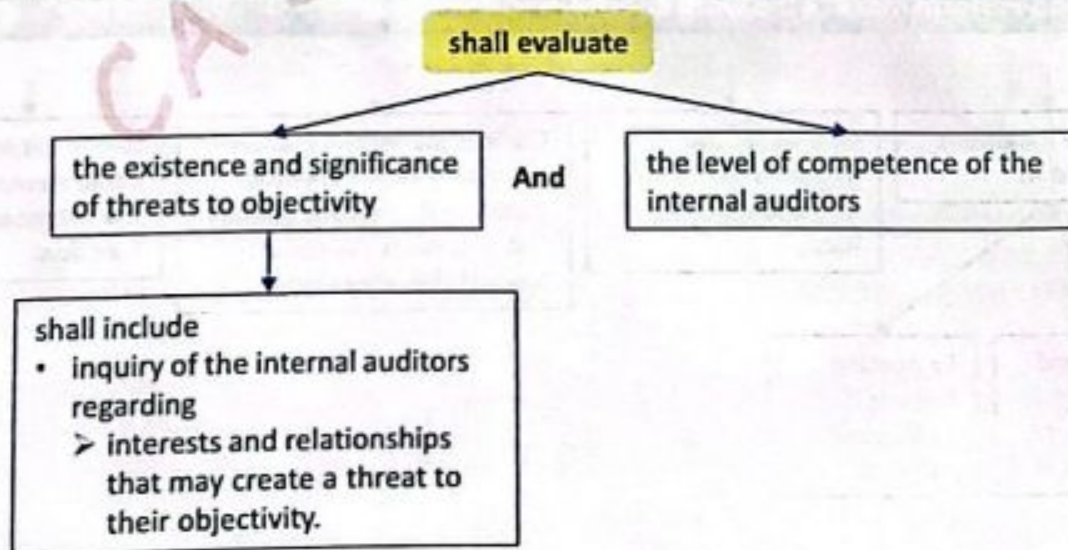 CA
shall evaluate
the existence and significance
of threats to objectivity
And
the level of competence of the
internal auditors
shall include
• inquiry of the internal auditors
regarding
➢ interests and relationships
that may create a threat to
their objectivity.